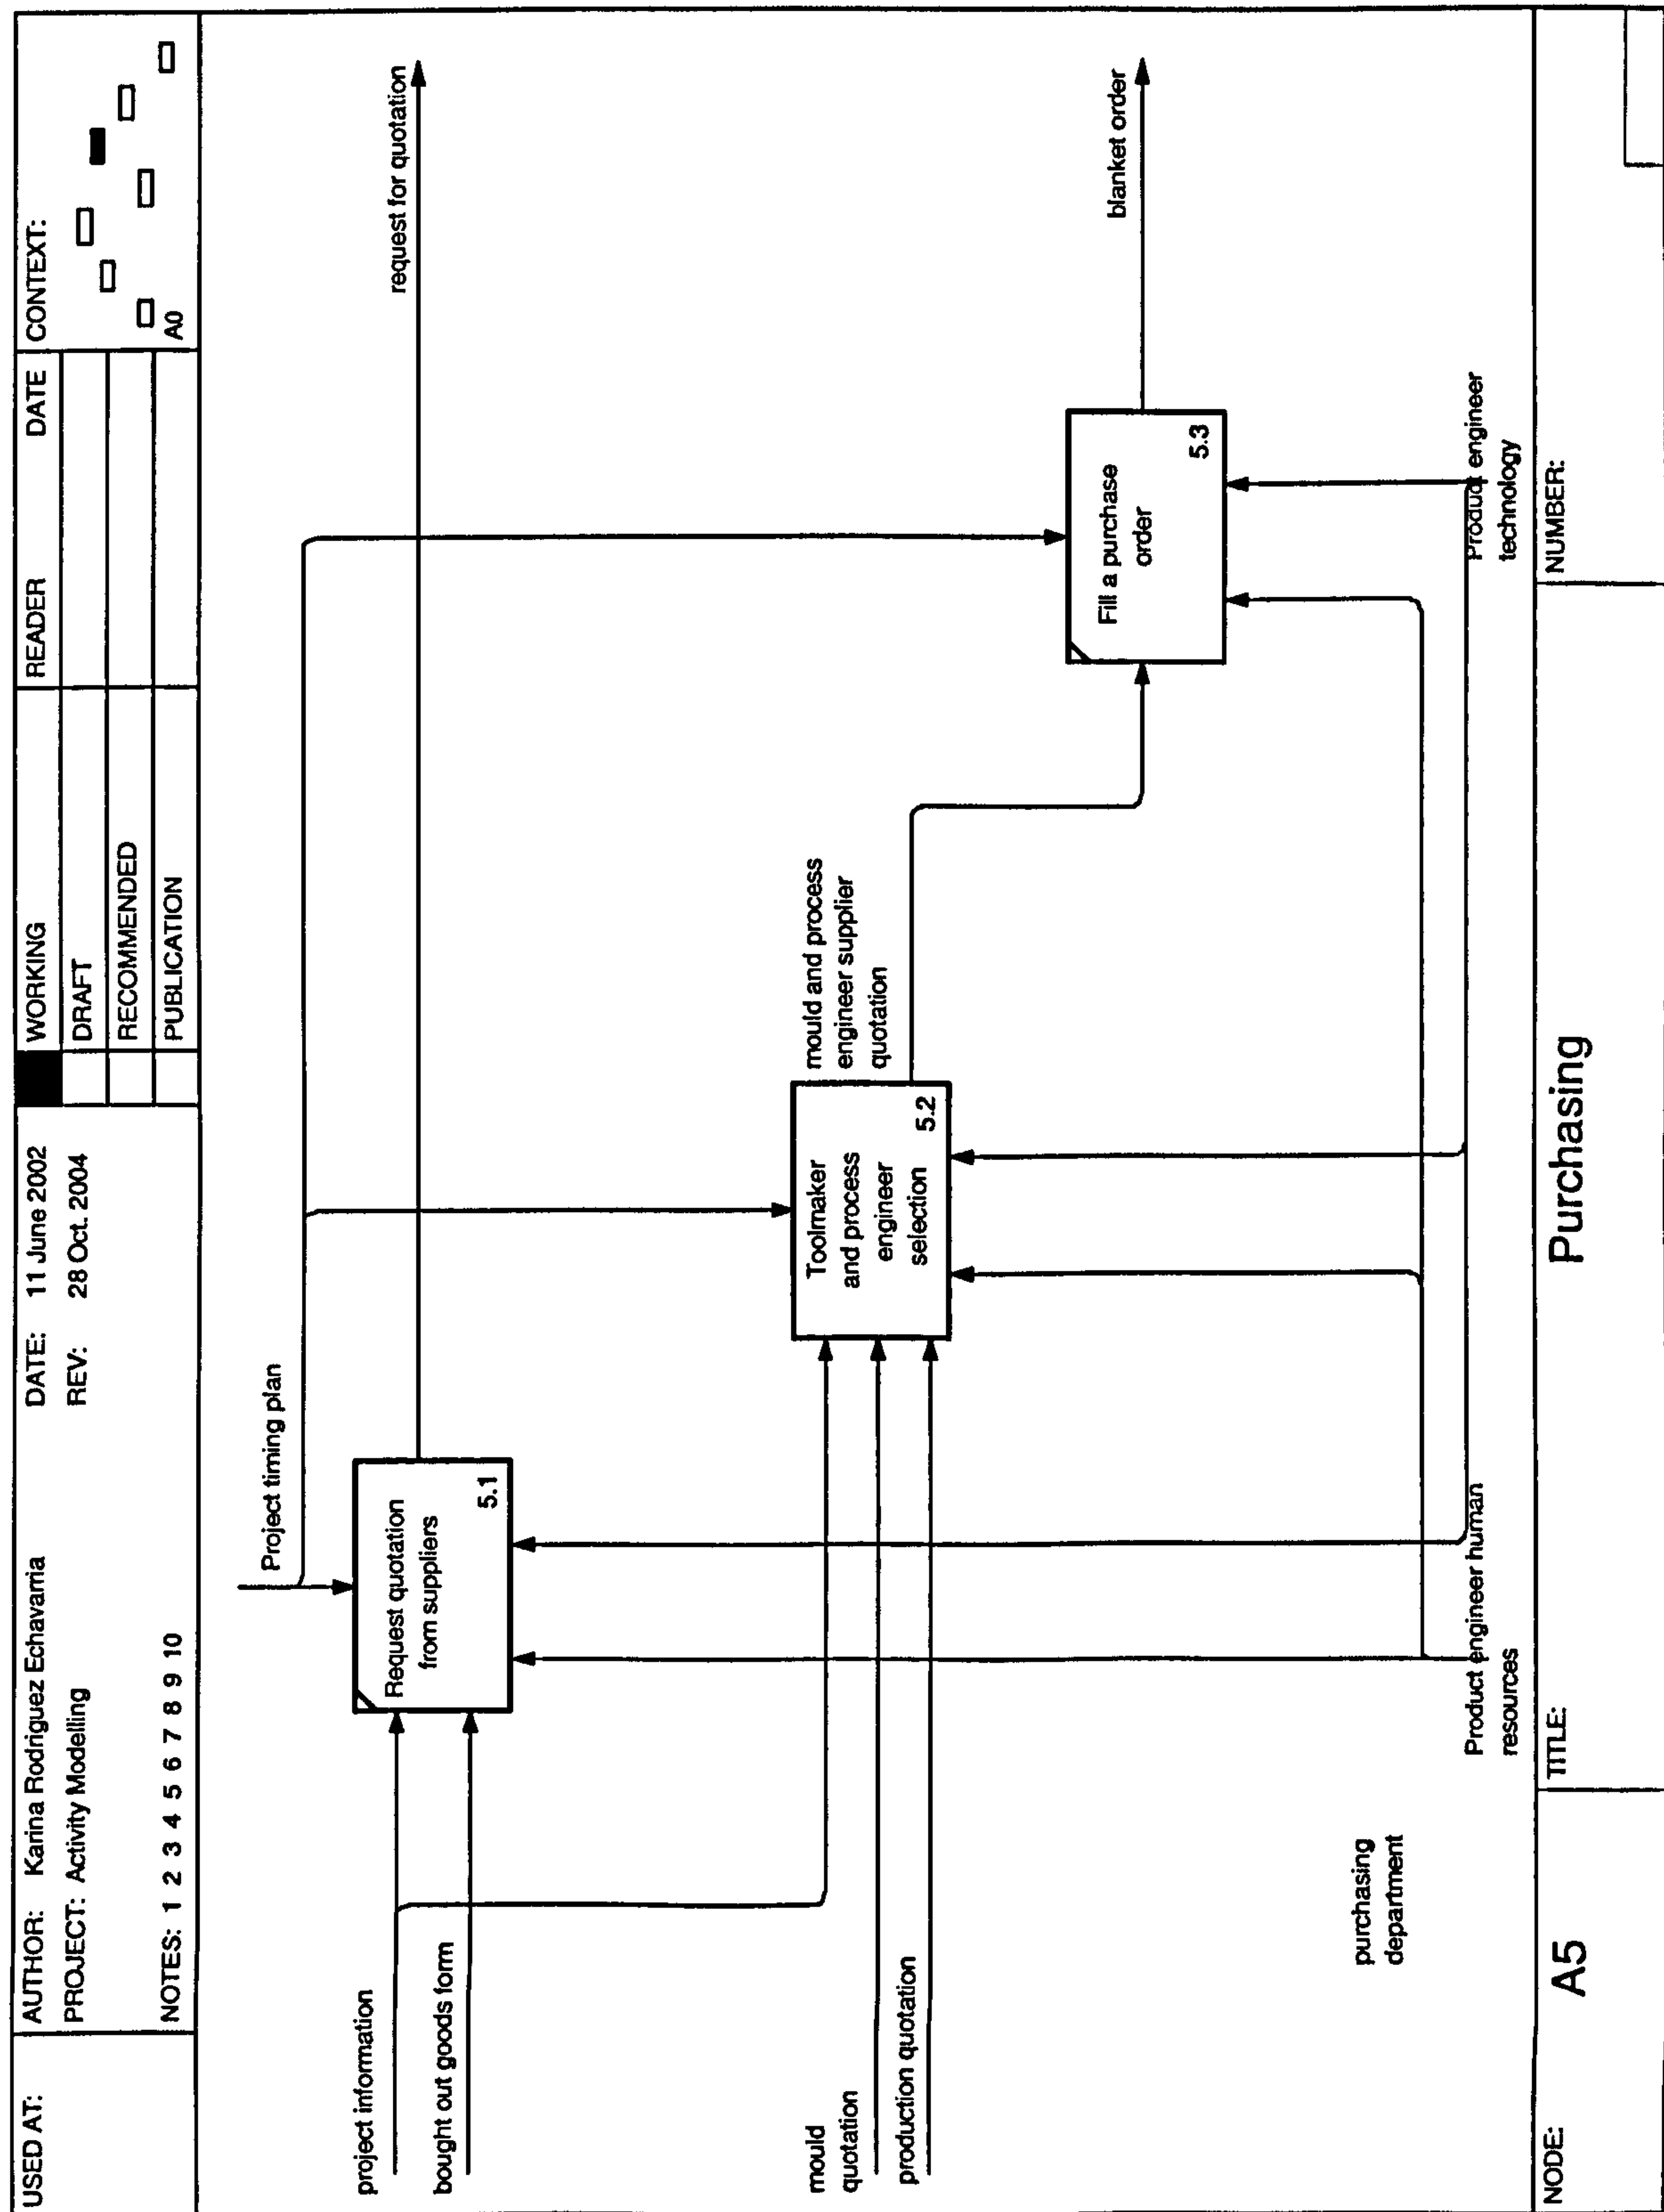 USED AT:
AUTHOR: Karina Rodriguez Echavarria
DATE: 11 June 2002
PROJECT: Activity Modelling
REV: 28 Oct. 2004
NOTES: 1 2 3 4 5 6 7 8 9 10
WORKING
DRAFT
RECOMMENDED
PUBLICATION
READER
DATE
CONTEXT:
A0
Project timing plan
project information
bought out goods form
Request quotation
from suppliers
5.1
request for quotation
mould
quotation
production quotation
Toolmaker
and process
engineer
selection
5.2
mould and process
engineer supplier
quotation
Fill a purchase
order
5.3
blanket order
purchasing
department
Product engineer human
resources
Product engineer
technology
NODE:
A5
TITLE:
Purchasing
NUMBER: